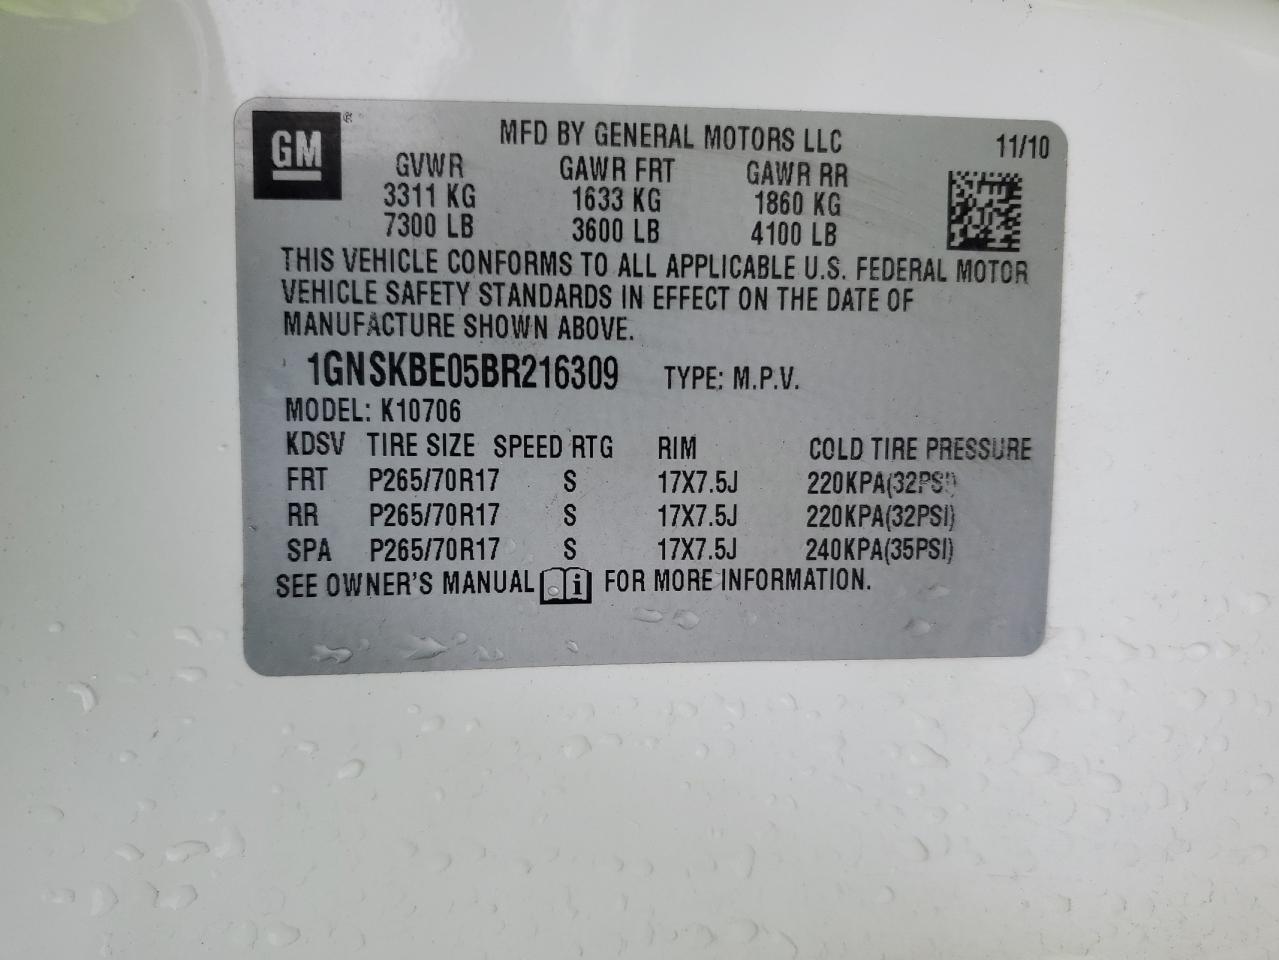 GM ®
MFD BY GENERAL MOTORS LLC 11/10
GVWR GAWR FRT GAWR RR
3311 KG 1633 KG 1860 KG
7300 LB 3600 LB 4100 LB
THIS VEHICLE CONFORMS TO ALL APPLICABLE U.S. FEDERAL MOTOR
VEHICLE SAFETY STANDARDS IN EFFECT ON THE DATE OF
MANUFACTURE SHOWN ABOVE.
1GNSKBE05BR216309 TYPE: M.P.V.
MODEL: K10706
KDSV TIRE SIZE SPEED RTG RIM COLD TIRE PRESSURE
FRT P265/70R17 S 17X7.5J 220KPA(32PSI)
RR P265/70R17 S 17X7.5J 220KPA(32PSI)
SPA P265/70R17 S 17X7.5J 240KPA(35PSI)
SEE OWNER'S MANUAL i FOR MORE INFORMATION.